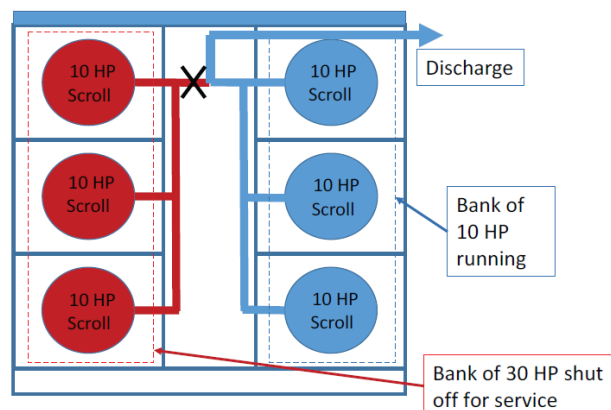 10 HP
Scroll
10 HP
Scroll
Discharge
10 HP
Scroll
10 HP
Scroll
Bank of
10 HP
running
10 HP
Scroll
10 HP
Scroll
Bank of 30 HP shut
off for service